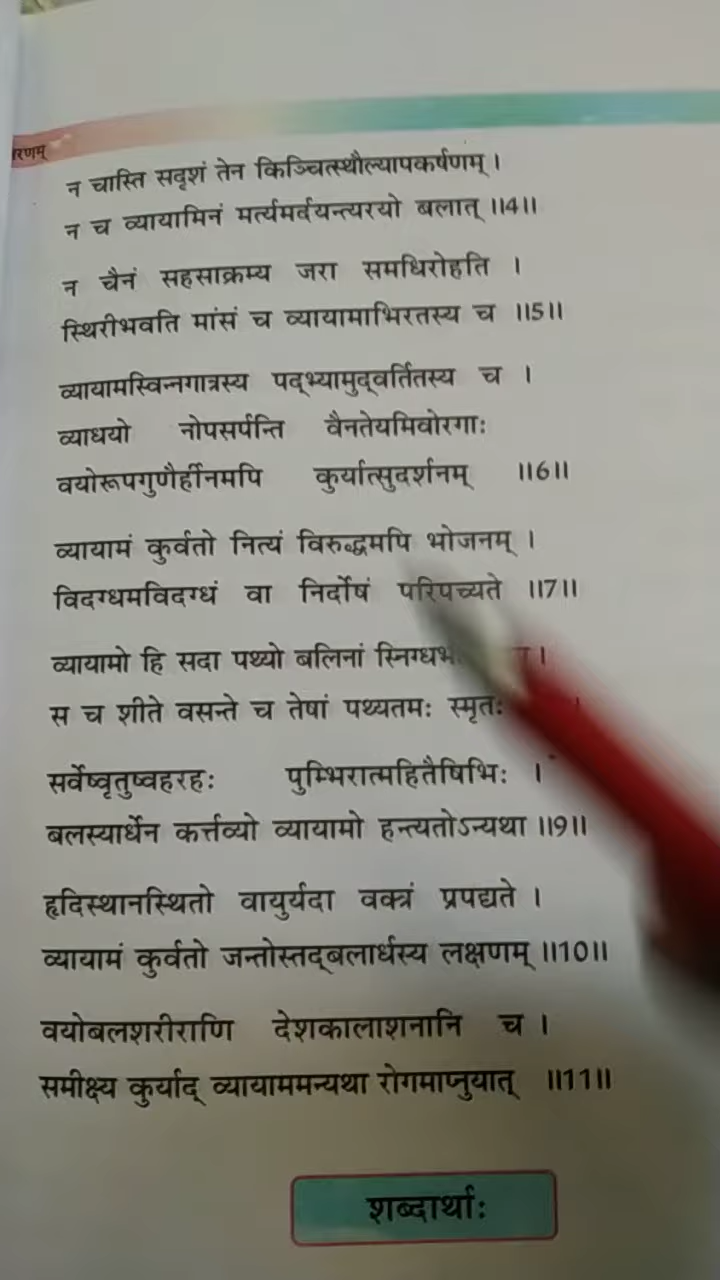 रणम्
न चास्ति सदृशं तेन किञ्चित्स्थौल्यापकर्षणम् ।
न च व्यायामिनं मर्त्यमर्दयन्त्यरयो बलात् ॥4॥
न चैनं सहसाक्रम्य जरा समधिरोहति ।
स्थिरीभवति मांसं च व्यायामाभिरतस्य च ॥5॥
व्यायामस्विन्नगात्रस्य पद्भ्यामुद्वर्तितस्य च ।
व्याधयो नोपसर्पन्ति वैनतेयमिवोरगाः
वयोरूपगुणैर्हीनमपि कुर्यात्सुदर्शनम् ॥6॥
व्यायामं कुर्वतो नित्यं विरुद्धमपि भोजनम् ।
विदग्धमविदग्धं वा निर्दोषं परिपच्यते ॥7॥
व्यायामो हि सदा पथ्यो बलिनां ।
स च शीते वसन्ते च तेषां पथ्यतमः स्मृतः
सर्वेष्वृतुष्वहरहः पुम्भिरात्महितैषिभिः ।
बलस्यार्धेन कर्त्तव्यो व्यायामो हन्त्यतोऽन्यथा ॥9॥
हृदिस्थानस्थितो वायुर्यदा वक्त्रं प्रपद्यते ।
व्यायामं कुर्वतो जन्तोस्तद्बलार्धस्य लक्षणम् ॥10॥
वयोबलशरीराणि देशकालाशनानि च ।
समीक्ष्य कुर्याद् व्यायाममन्यथा रोगमाप्नुयात् ॥11॥
शब्दार्थाः